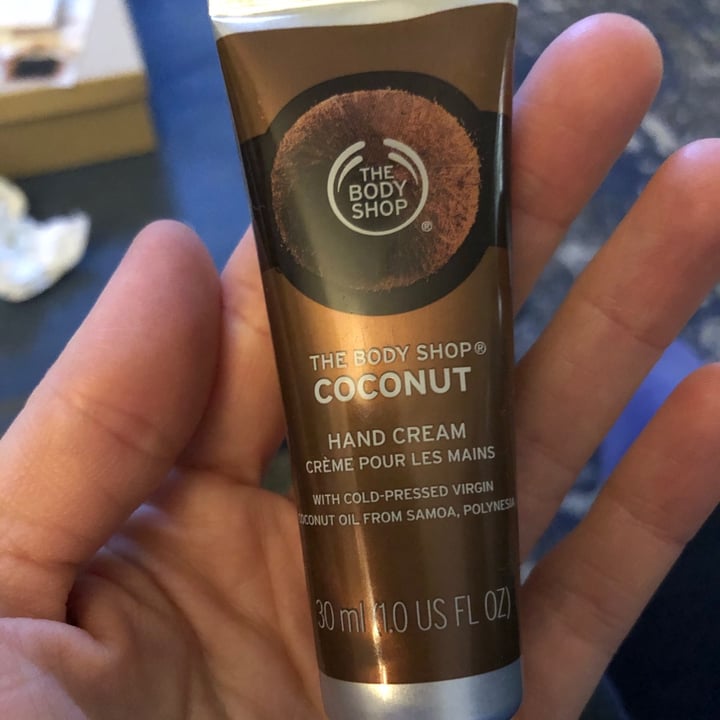 THE
BODY
SHOP
®
THE BODY SHOP®
COCONUT
HAND CREAM
CRÈME POUR LES MAINS
WITH COLD-PRESSED VIRGIN
COCONUT OIL FROM SAMOA, POLYNESIA
30 ml (1.0 US FL OZ)